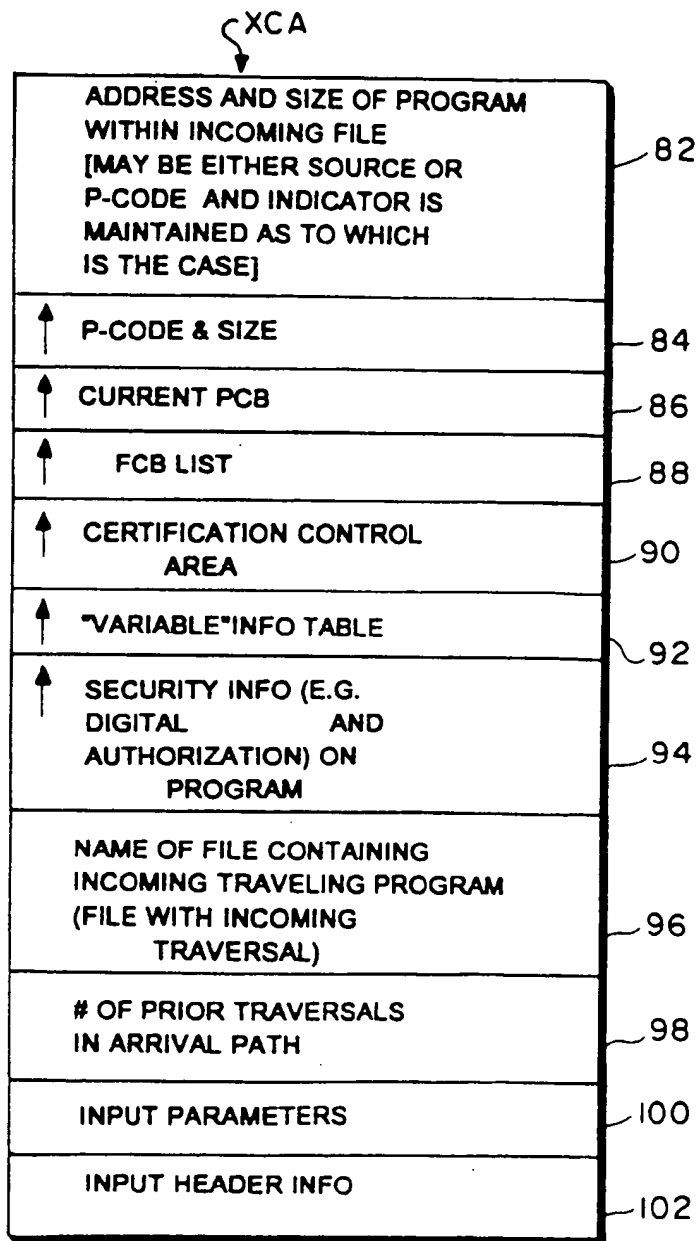 XCA
ADDRESS AND SIZE OF PROGRAM
WITHIN INCOMING FILE
[MAY BE EITHER SOURCE OR
P-CODE AND INDICATOR IS
MAINTAINED AS TO WHICH
IS THE CASE]
82
P-CODE & SIZE
84
CURRENT PCB
86
FCB LIST
88
CERTIFICATION CONTROL
AREA
90
"VARIABLE"INFO TABLE
92
SECURITY INFO (E.G.
DIGITAL AND
AUTHORIZATION) ON
PROGRAM
94
NAME OF FILE CONTAINING
INCOMING TRAVELING PROGRAM
(FILE WITH INCOMING
TRAVERSAL)
96
# OF PRIOR TRAVERSALS
IN ARRIVAL PATH
98
INPUT PARAMETERS
100
INPUT HEADER INFO
102